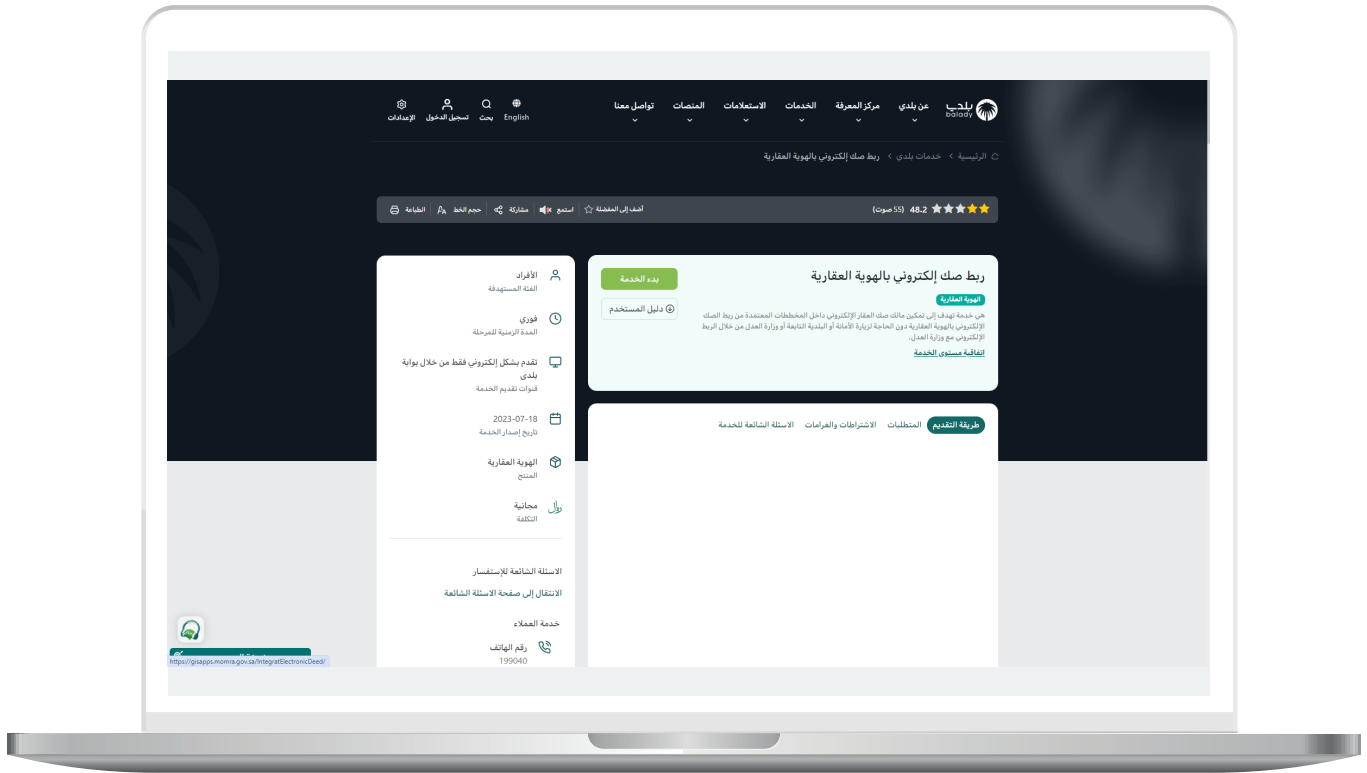 بلدي
balady
عن بلدي
مركز المعرفة
الخدمات
الاستعلامات
المنصات
تواصل معنا
English
بحث
تسجيل الدخول
الإعدادات
الرئيسية > خدمات بلدي > ربط صك إلكتروني بالهوية العقارية
48.2 (55 صوت)
أضف إلى المفضلة
استمع
مشاركة
حجم الخط
الطباعة
ربط صك إلكتروني بالهوية العقارية
الهوية العقارية
هي خدمة تهدف إلى تمكين مالك صك العقار الإلكتروني داخل المخططات المعتمدة من ربط الصك
الإلكتروني بالهوية العقارية دون الحاجة لزيارة الأمانة أو البلدية التابعة أو وزارة العدل من خلال الربط
الإلكتروني مع وزارة العدل.
اتفاقية مستوى الخدمة
بدء الخدمة
دليل المستخدم
طريقة التقديم
المتطلبات
الاشتراطات والغرامات
الاسئلة الشائعة للخدمة
الأفراد
الفئة المستهدفة
فوري
المدة الزمنية للمرحلة
تقدم بشكل إلكتروني فقط من خلال بوابة
بلدي
قنوات تقديم الخدمة
2023-07-18
تاريخ إصدار الخدمة
الهوية العقارية
المنتج
مجانية
التكلفة
الاسئلة الشائعة للإستفسار
الانتقال إلى صفحة الاسئلة الشائعة
خدمة العملاء
رقم الهاتف
199040
https://gisapps.momra.gov.sa/IntegratElectronicDeed/